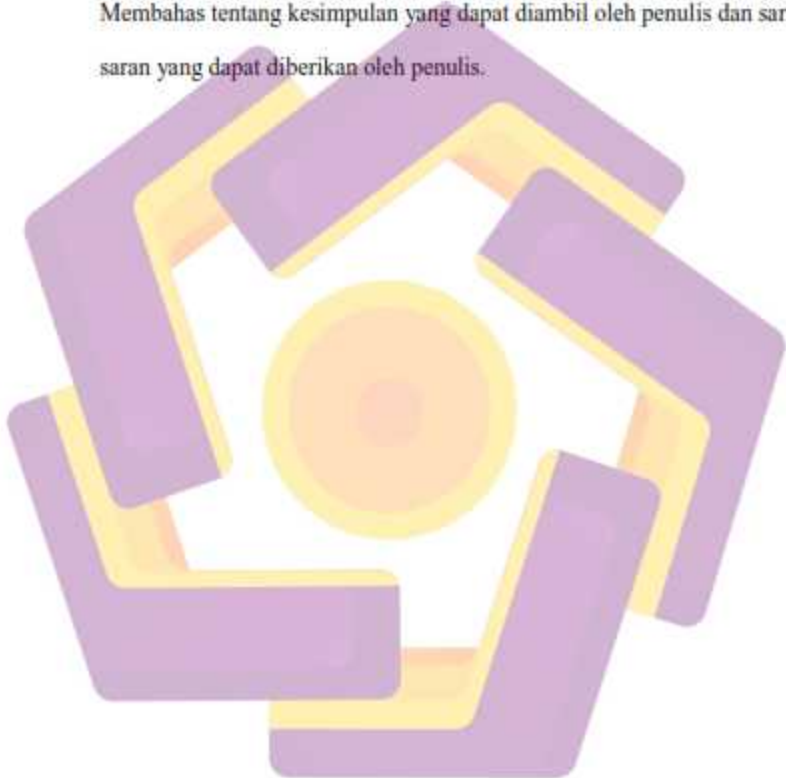 Membahas tentang kesimpulan yang dapat diambil oleh penulis dan sar
saran yang dapat diberikan oleh penulis.